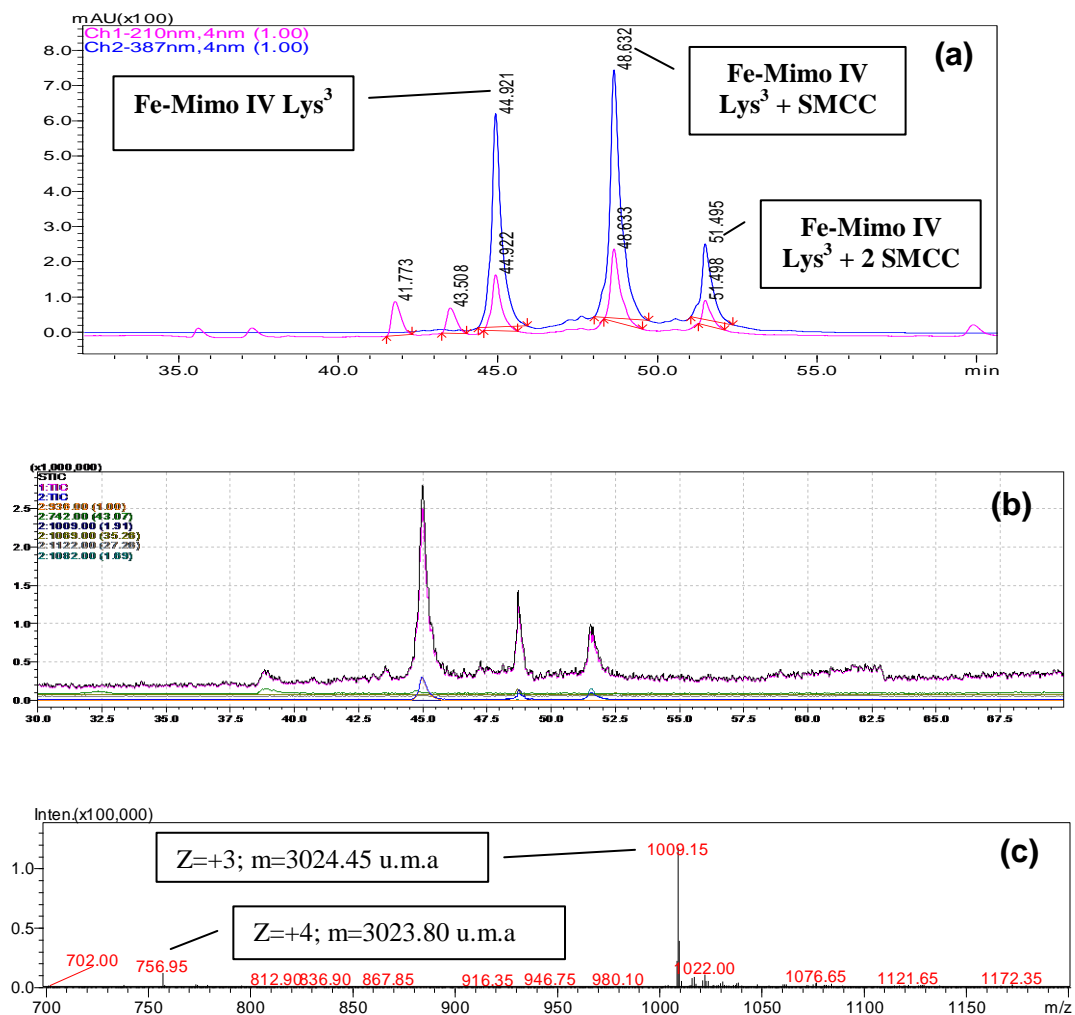 mAU(x100)
Ch1-210nm,4nm (1.00)
Ch2-387nm,4nm (1.00)
(a)
8.0
7.0
6.0
5.0
4.0
3.0
2.0
1.0
0.0
Fe-Mimo IV Lys³
Fe-Mimo IV
Lys³ + SMCC
Fe-Mimo IV
Lys³ + 2 SMCC
41.773
43.508
44.921
44.922
48.632
48.633
51.495
51.498
35.0 40.0 45.0 50.0 55.0 min
(x1,000,000)
STIC
1:TIC
2:TIC
2:930.00 (1.00)
2:742.00 (43.07)
2:1009.00 (1.91)
2:1069.00 (35.26)
2:1122.00 (27.26)
2:1082.00 (1.69)
(b)
2.5
2.0
1.5
1.0
0.5
0.0
30.0 32.5 35.0 37.5 40.0 42.5 45.0 47.5 50.0 52.5 55.0 57.5 60.0 62.5 65.0 67.5
Inten.(x100,000)
(c)
1.0
0.5
0.0
Z=+3; m=3024.45 u.m.a
Z=+4; m=3023.80 u.m.a
1009.15
702.00
756.95
812.90
836.90
867.85
916.35
946.75
980.10
1022.00
1076.65
1121.65
1172.35
700 750 800 850 900 950 1000 1050 1100 1150 m/z